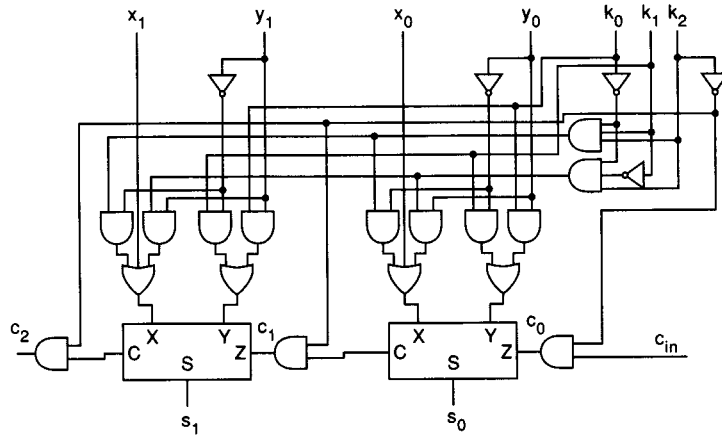 x1 y1 x0 y0 k0 k1 k2
c2 X Y c1 X Y c0
C Z C Z cin
S S
s1 s0